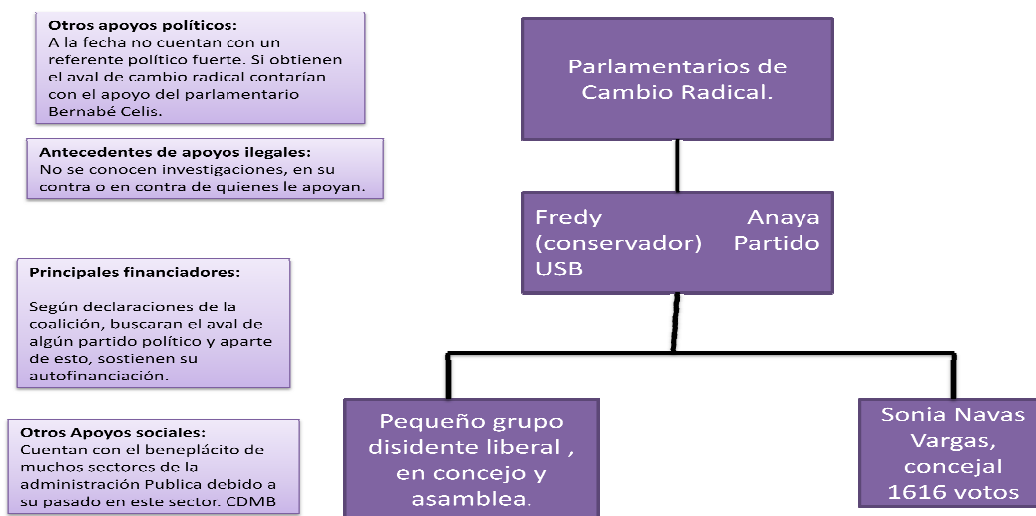 Otros apoyos políticos:
A la fecha no cuentan con un
referente político fuerte. Si obtienen
el aval de cambio radical contarían
con el apoyo del parlamentario
Bernabé Celis.
Antecedentes de apoyos ilegales:
No se conocen investigaciones, en su
contra o en contra de quienes le apoyan.
Principales financiadores:
Según declaraciones de la
coalición, buscaran el aval de
algún partido político y aparte
de esto, sostienen su
autofinanciación.
Otros Apoyos sociales:
Cuentan con el beneplácito de
muchos sectores de la
administración Publica debido a
su pasado en este sector. CDMB
Parlamentarios de
Cambio Radical.
Fredy Anaya
(conservador) Partido
USB
Pequeño grupo
disidente liberal ,
en concejo y
asamblea.
Sonia Navas
Vargas,
concejal
1616 votos